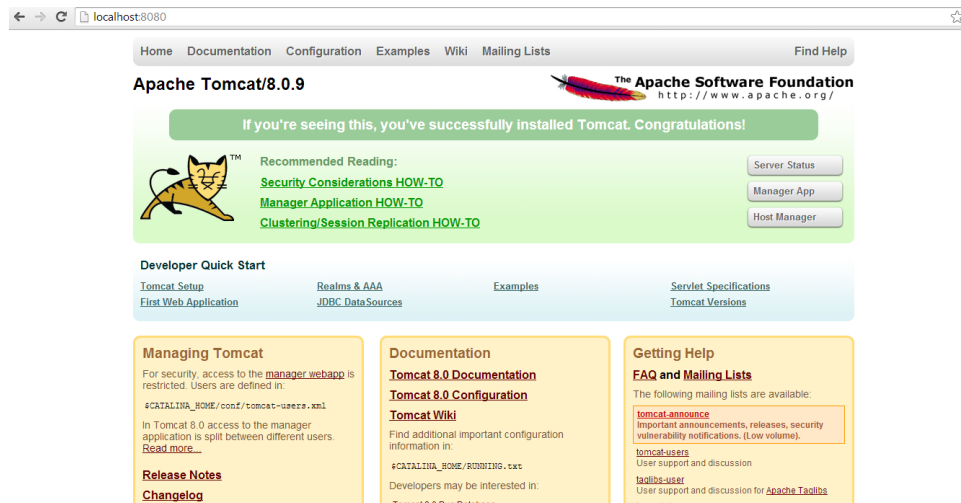 localhost:8080
Home Documentation Configuration Examples Wiki Mailing Lists Find Help
Apache Tomcat/8.0.9
The Apache Software Foundation
http://www.apache.org/
If you're seeing this, you've successfully installed Tomcat. Congratulations!
TM
Recommended Reading:
Security Considerations HOW-TO
Manager Application HOW-TO
Clustering/Session Replication HOW-TO
Server Status
Manager App
Host Manager
Developer Quick Start
Tomcat Setup
First Web Application
Realms & AAA
JDBC DataSources
Examples
Servlet Specifications
Tomcat Versions
Managing Tomcat
For security, access to the manager webapp is
restricted. Users are defined in:
$CATALINA_HOME/conf/tomcat-users.xml
In Tomcat 8.0 access to the manager
application is split between different users.
Read more...
Release Notes
Changelog
Documentation
Tomcat 8.0 Documentation
Tomcat 8.0 Configuration
Tomcat Wiki
Find additional important configuration
information in:
$CATALINA_HOME/RUNNING.txt
Developers may be interested in:
Getting Help
FAQ and Mailing Lists
The following mailing lists are available:
tomcat-announce
Important announcements, releases, security
vulnerability notifications. (Low volume).
tomcat-users
User support and discussion
taglibs-user
User support and discussion for Apache Taglibs